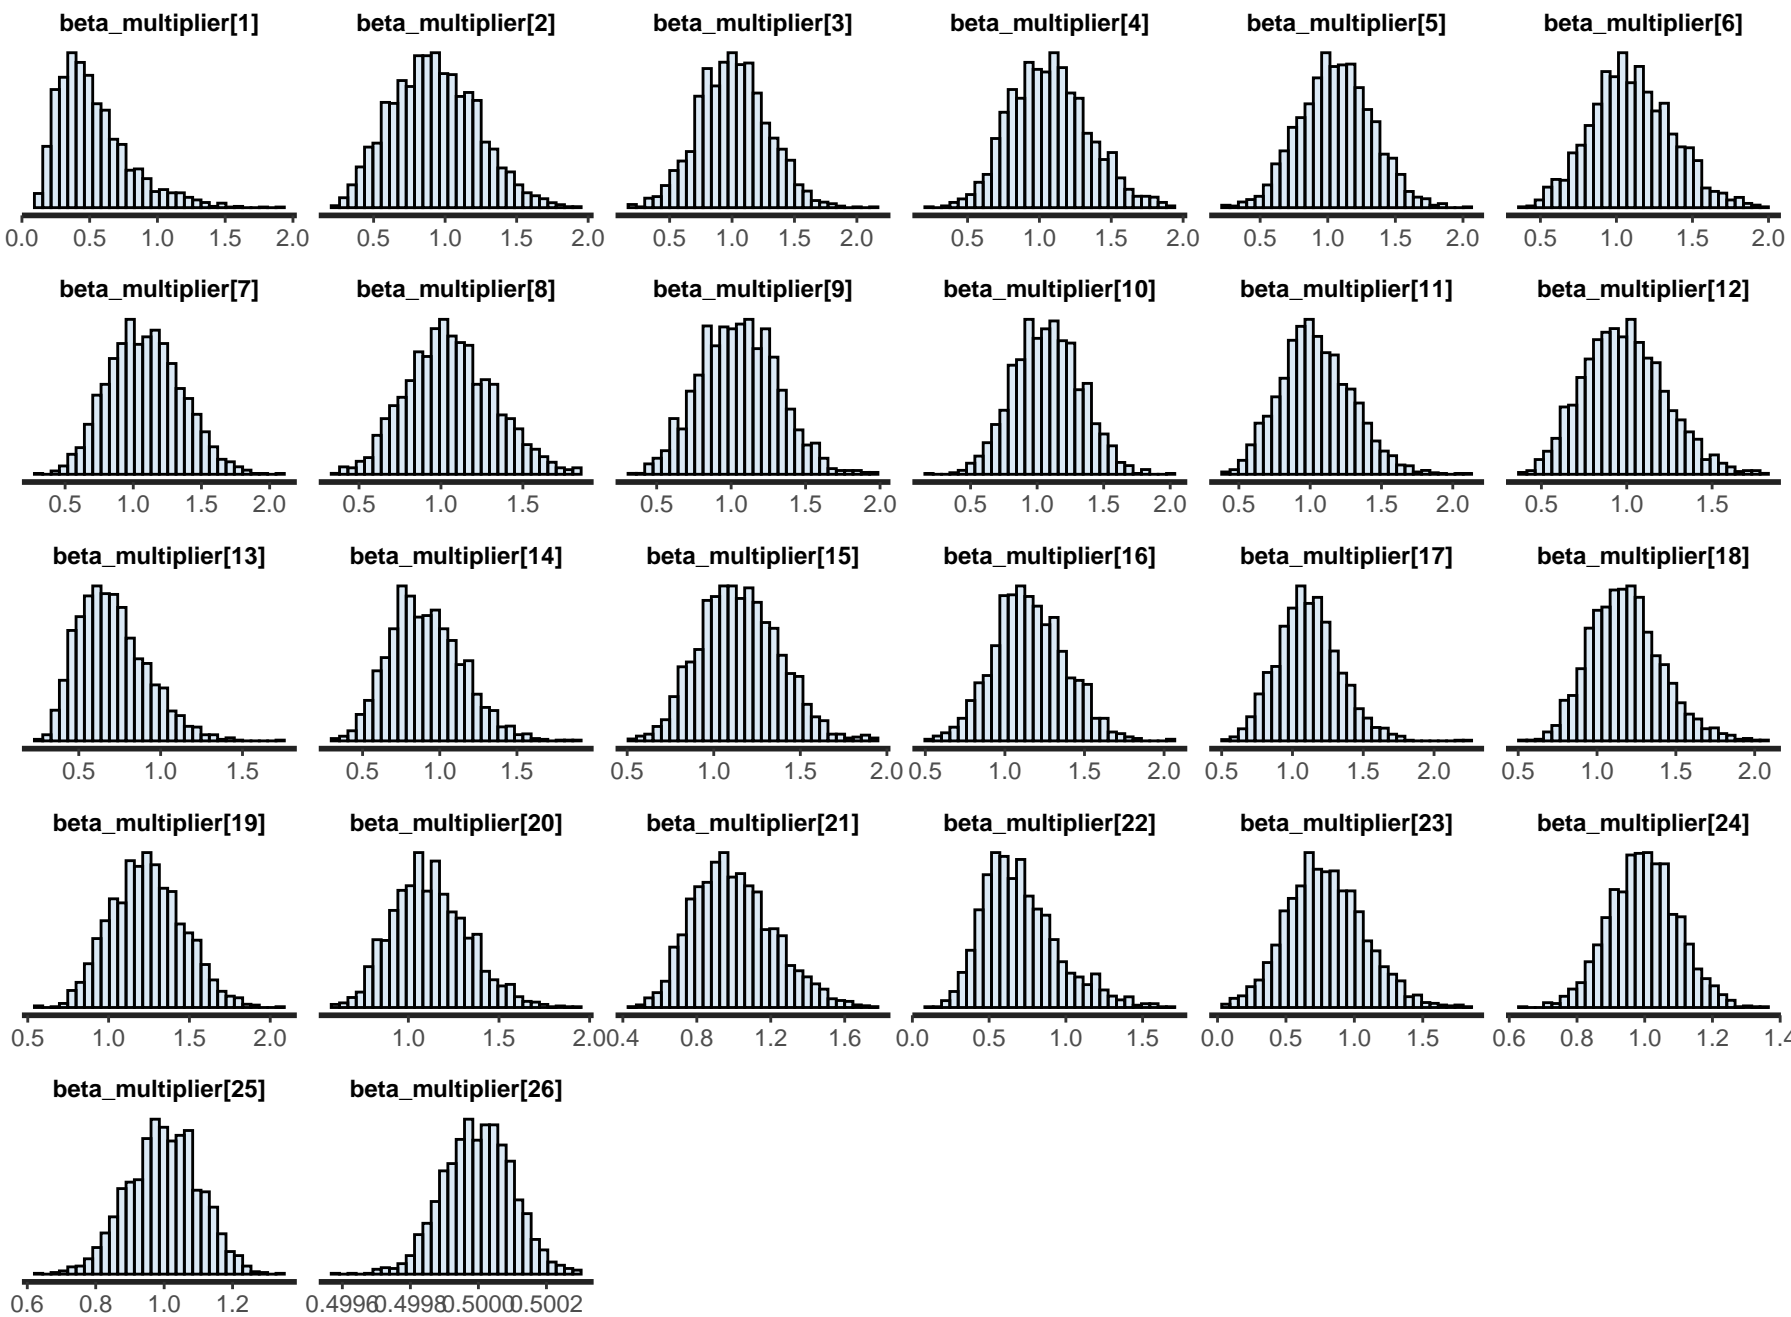 beta_multiplier[1] beta_multiplier[2] beta_multiplier[3] beta_multiplier[4] beta_multiplier[5] beta_multiplier[6]
0.0 0.5 1.0 1.5 2.0 0.5 1.0 1.5 2.0 0.5 1.0 1.5 2.0 0.5 1.0 1.5 2.0 0.5 1.0 1.5 2.0 0.5 1.0 1.5 2.0
beta_multiplier[7] beta_multiplier[8] beta_multiplier[9] beta_multiplier[10] beta_multiplier[11] beta_multiplier[12]
0.5 1.0 1.5 2.0 0.5 1.0 1.5 0.5 1.0 1.5 2.0 0.5 1.0 1.5 2.0 0.5 1.0 1.5 2.0 0.5 1.0 1.5
beta_multiplier[13] beta_multiplier[14] beta_multiplier[15] beta_multiplier[16] beta_multiplier[17] beta_multiplier[18]
0.5 1.0 1.5 0.5 1.0 1.5 0.5 1.0 1.5 2.0 0.5 1.0 1.5 2.0 0.5 1.0 1.5 2.0 0.5 1.0 1.5 2.0
beta_multiplier[19] beta_multiplier[20] beta_multiplier[21] beta_multiplier[22] beta_multiplier[23] beta_multiplier[24]
0.5 1.0 1.5 2.0 1.0 1.5 2.0 0.4 0.8 1.2 1.6 0.0 0.5 1.0 1.5 0.0 0.5 1.0 1.5 0.6 0.8 1.0 1.2 1.4
beta_multiplier[25] beta_multiplier[26]
0.6 0.8 1.0 1.2 0.4996 0.4998 0.5000 0.5002